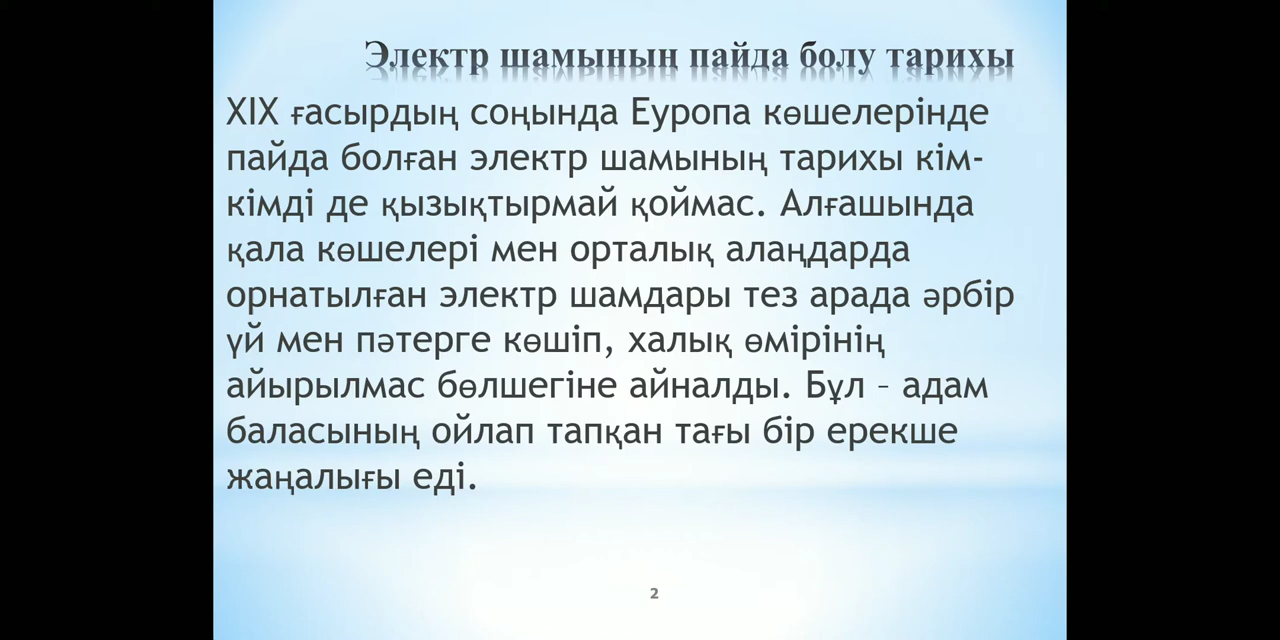 Электр шамының пайда болу тарихы
XIX ғасырдың соңында Еуропа көшелерінде
пайда болған электр шамының тарихы кім-
кімді де қызықтырмай қоймас. Алғашында
қала көшелері мен орталық алаңдарда
орнатылған электр шамдары тез арада әрбір
үй мен пәтерге көшіп, халық өмірінің
айырылмас бөлшегіне айналды. Бұл – адам
баласының ойлап тапқан тағы бір ерекше
жаңалығы еді.
2